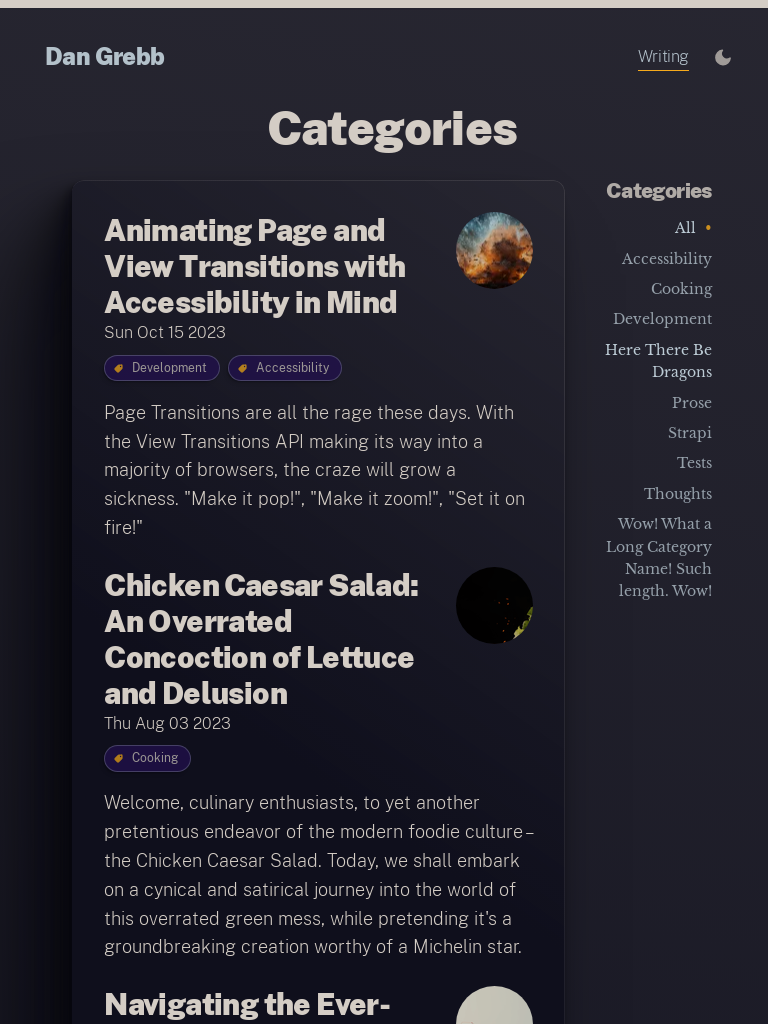 Dan Grebb
Writing
Categories
Animating Page and
View Transitions with
Accessibility in Mind
Sun Oct 15 2023
Development
Accessibility
Page Transitions are all the rage these days. With
the View Transitions API making its way into a
majority of browsers, the craze will grow a
sickness. "Make it pop!", "Make it zoom!", "Set it on
fire!"
Chicken Caesar Salad:
An Overrated
Concoction of Lettuce
and Delusion
Thu Aug 03 2023
Cooking
Welcome, culinary enthusiasts, to yet another
pretentious endeavor of the modern foodie culture–
the Chicken Caesar Salad. Today, we shall embark
on a cynical and satirical journey into the world of
this overrated green mess, while pretending it's a
groundbreaking creation worthy of a Michelin star.
Navigating the Ever-
Categories
All •
Accessibility
Cooking
Development
Here There Be
Dragons
Prose
Strapi
Tests
Thoughts
Wow! What a
Long Category
Name! Such
length. Wow!